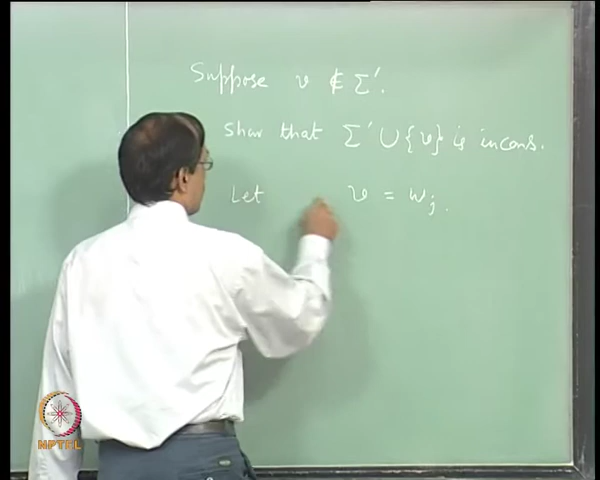 Suppose v ∉ Σ'.
Show that Σ' ∪ {v} is incons.
Let v = wj.
NPTEL